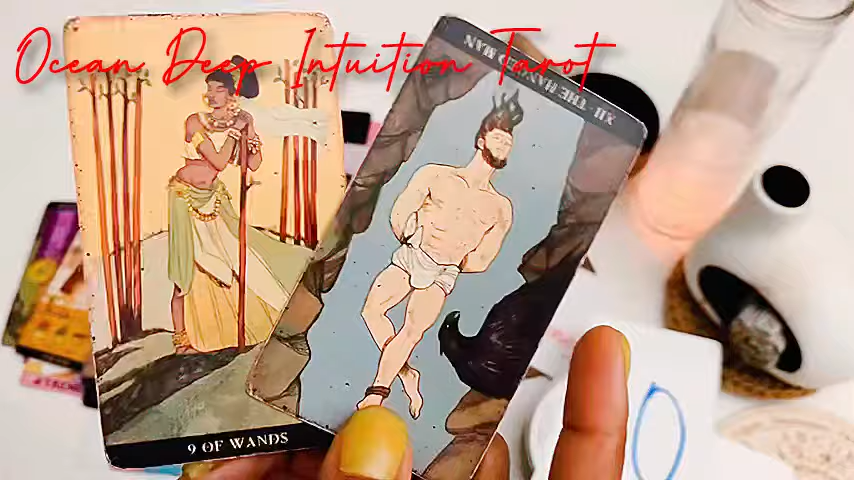 Ocean Deep Intuition Tarot
XII - THE HANGED MAN
9 OF WANDS